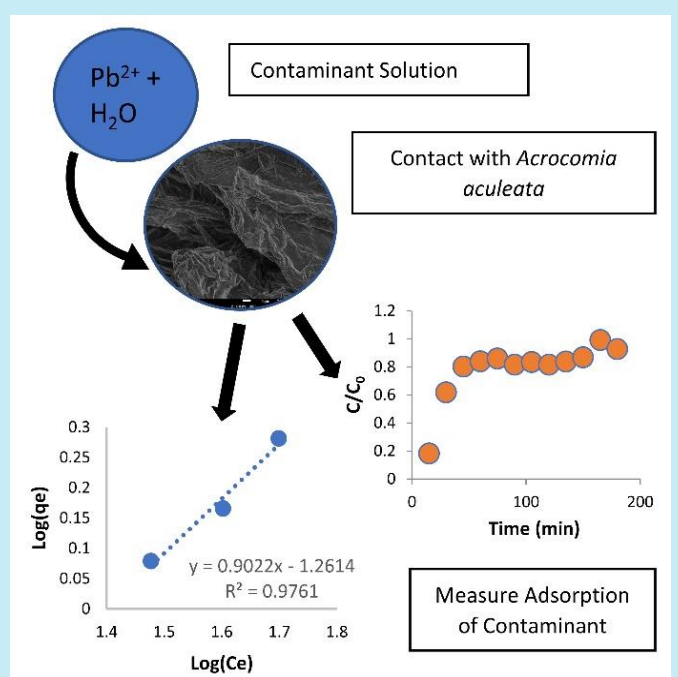 Pb²⁺ +
H₂O
Contaminant Solution
Contact with Acrocomia
aculeata
1.2
1
0.8
0.6
0.4
0.2
0
C/C₀
0
100
200
Time (min)
0.3
0.25
0.2
0.15
0.1
0.05
0
Log(qe)
y = 0.9022x - 1.2614
R² = 0.9761
1.4
1.5
1.6
1.7
1.8
Log(Ce)
Measure Adsorption
of Contaminant